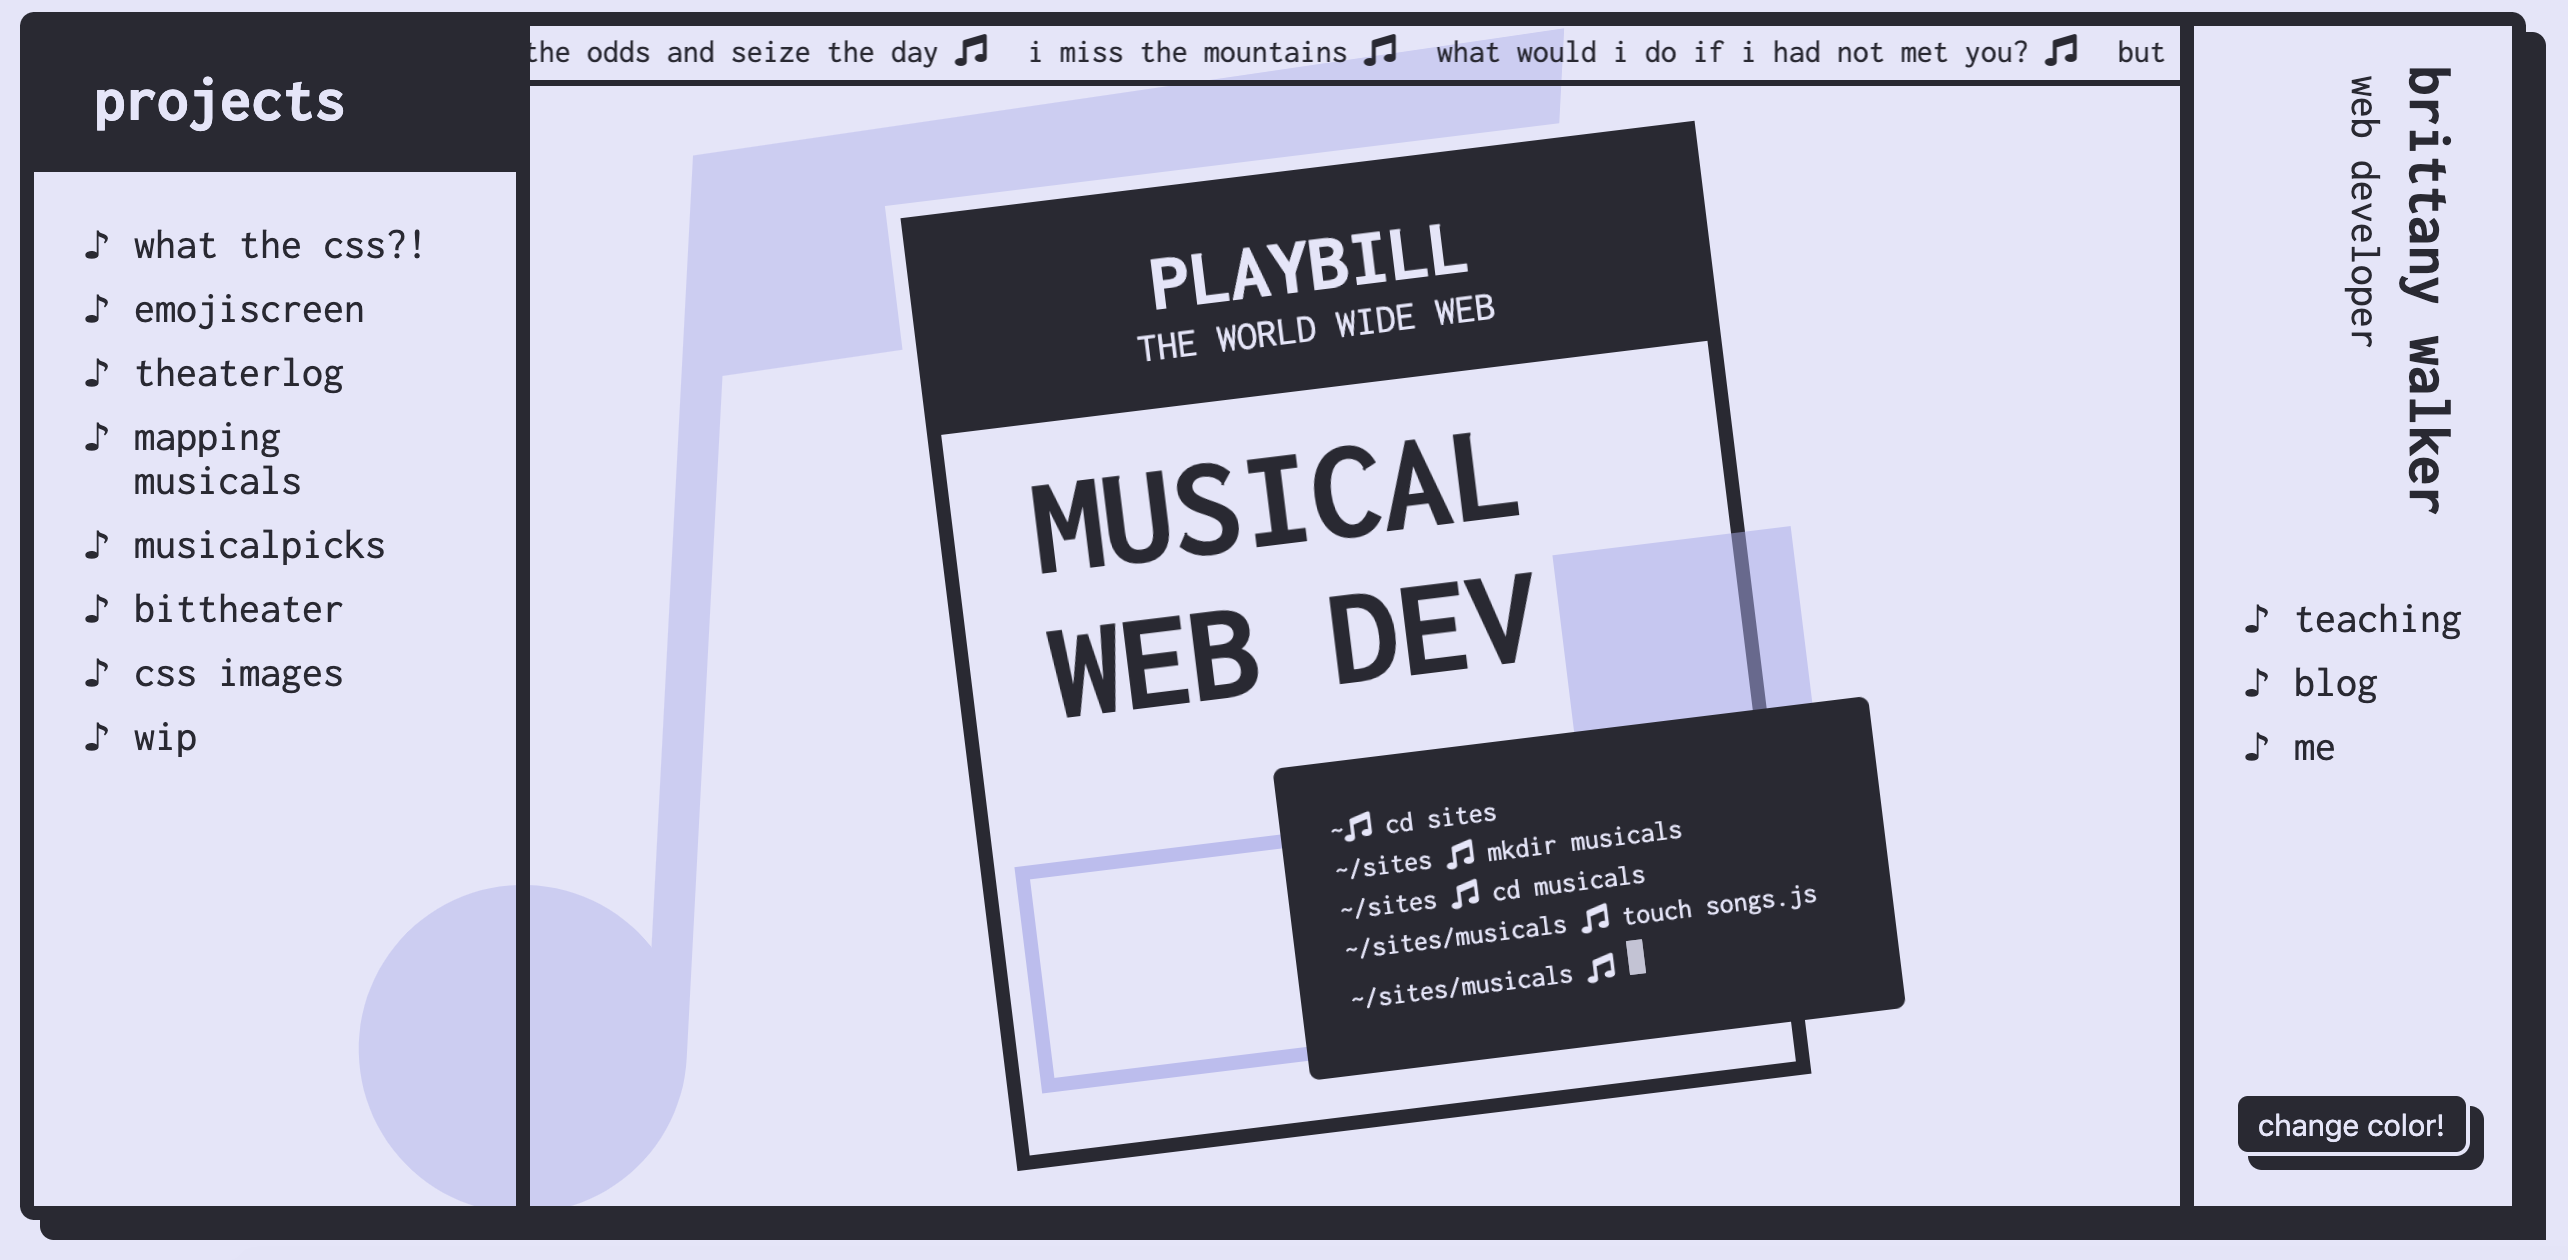 projects
♪ what the css?!
♪ emojiscreen
♪ theaterlog
♪ mapping
musicals
♪ musicalpicks
♪ bittheater
♪ css images
♪ wip
the odds and seize the day 🎵 i miss the mountains 🎵 what would i do if i had not met you? 🎵 but
PLAYBILL
THE WORLD WIDE WEB
MUSICAL
WEB DEV
~🎵 cd sites
~/sites 🎵 mkdir musicals
~/sites 🎵 cd musicals
~/sites/musicals 🎵 touch songs.js
~/sites/musicals 🎵
brittany walker
web developer
♪ teaching
♪ blog
♪ me
change color!